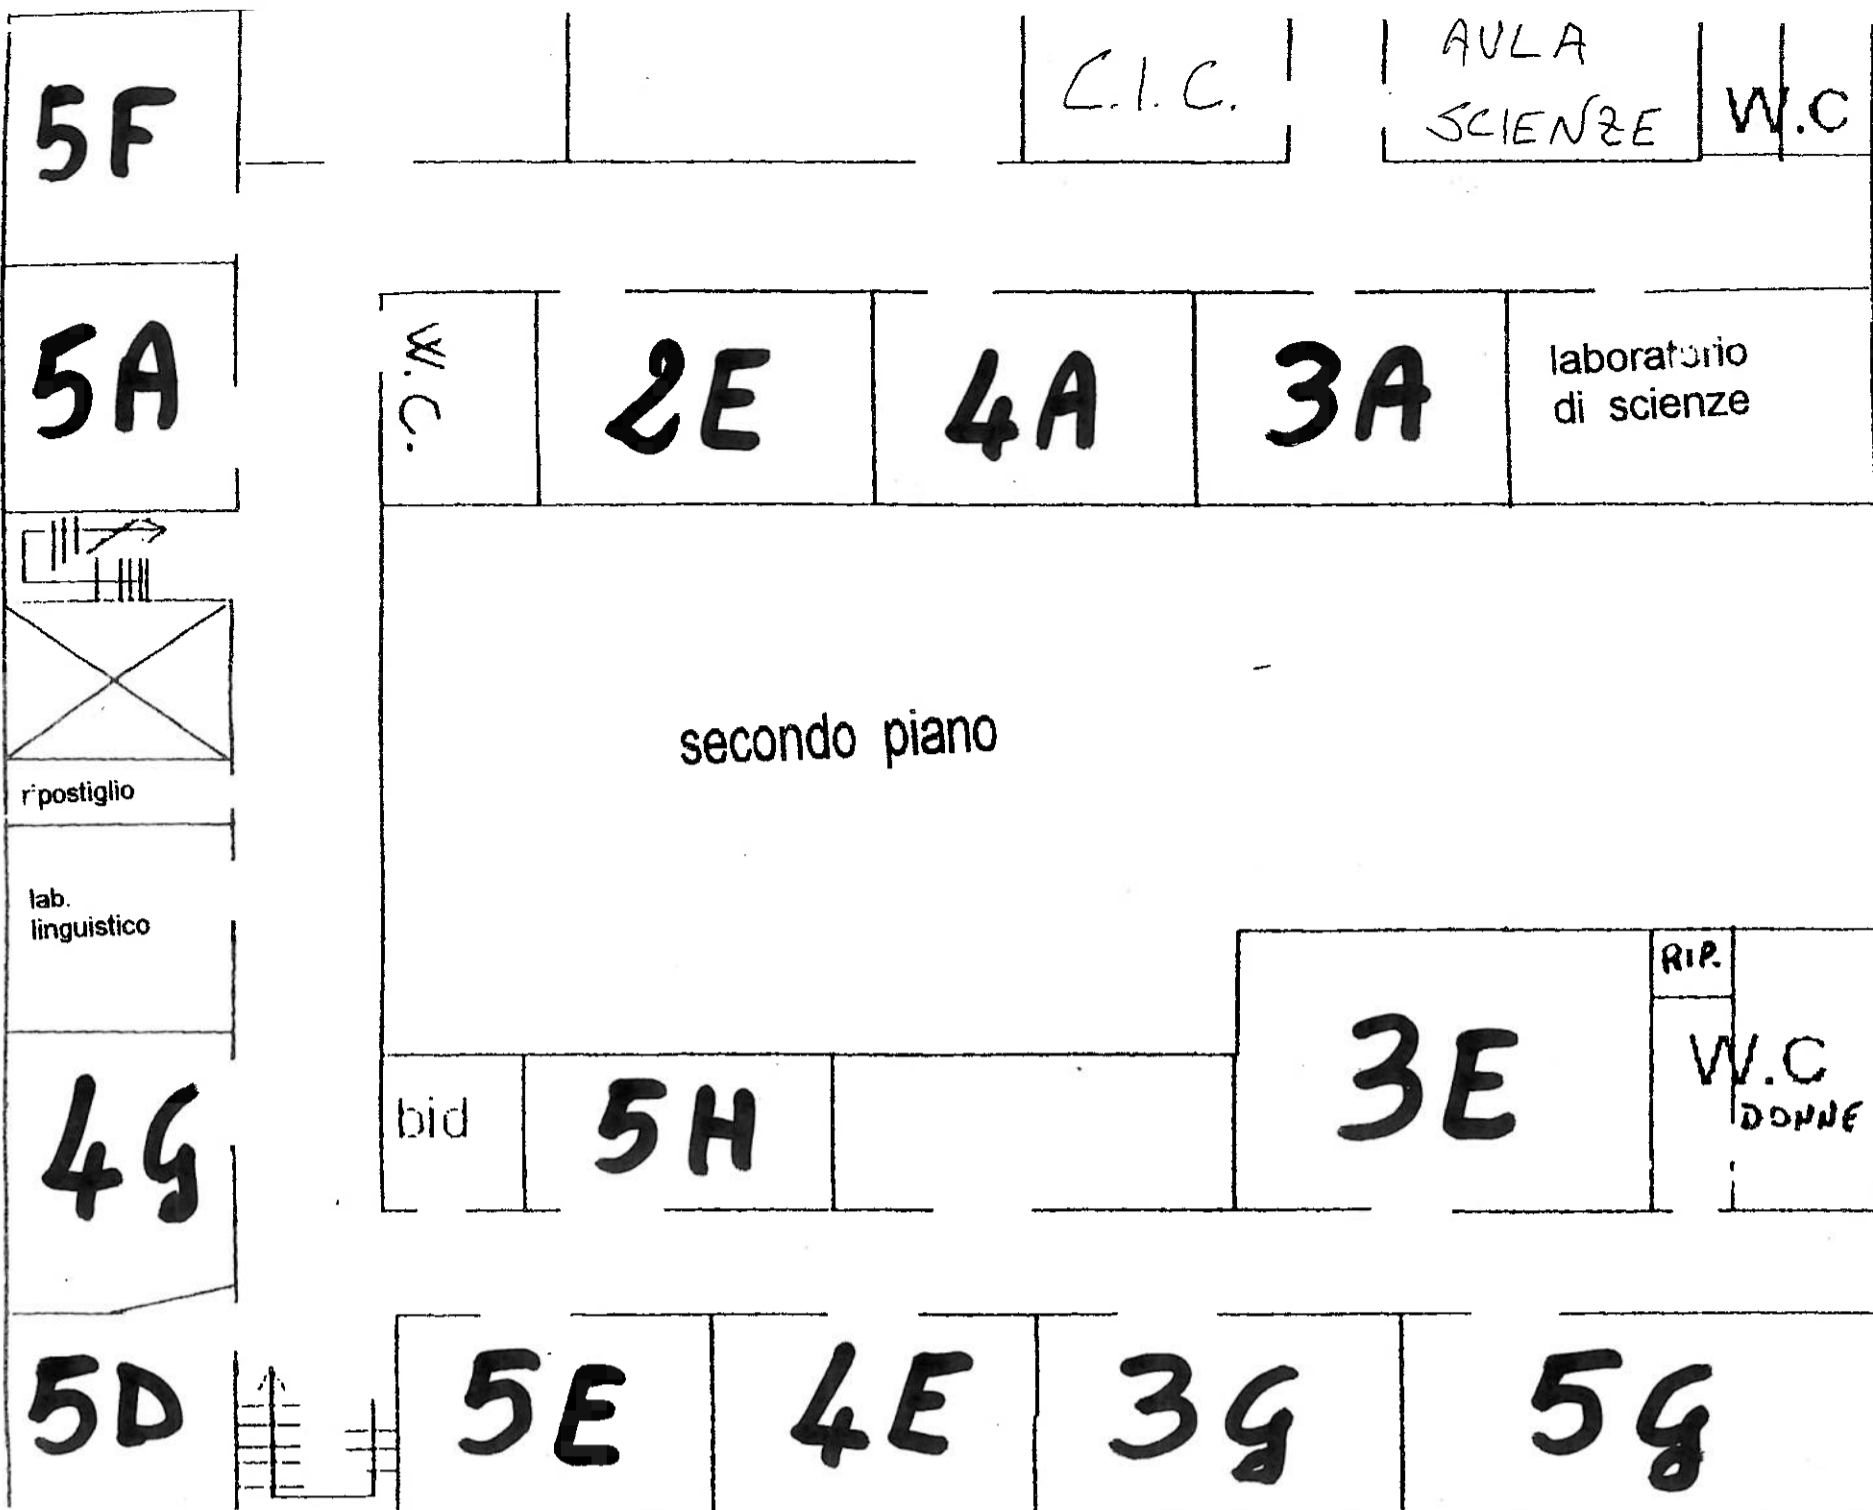 5F
C.I.C.
AULA
SCIENZE
W.C
5A
W.C.
2E
4A
3A
laboratorio
di scienze
secondo piano
ripostiglio
lab.
linguistico
RIP.
W.C
DONNE
4G
bid
5H
3E
5D
5E
4E
3G
5G